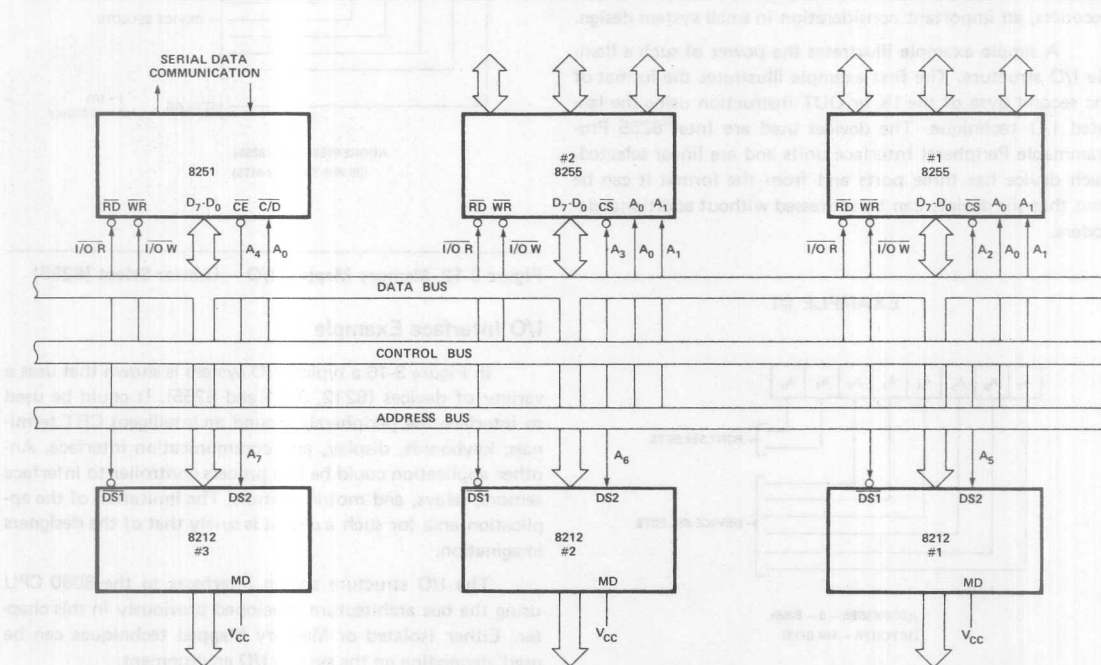 SERIAL DATA
COMMUNICATION
8251
RD WR D7-D0 CE C/D
I/O R I/O W A4 A0
#2
8255
RD WR D7-D0 CS A0 A1
I/O R I/O W A3 A0 A1
#1
8255
RD WR D7-D0 CS A0 A1
I/O R I/O W A2 A0 A1
DATA BUS
CONTROL BUS
ADDRESS BUS
A7
DS1 DS2
8212
#3
MD
VCC
A6
DS1 DS2
8212
#2
MD
VCC
A5
DS1 DS2
8212
#1
MD
VCC